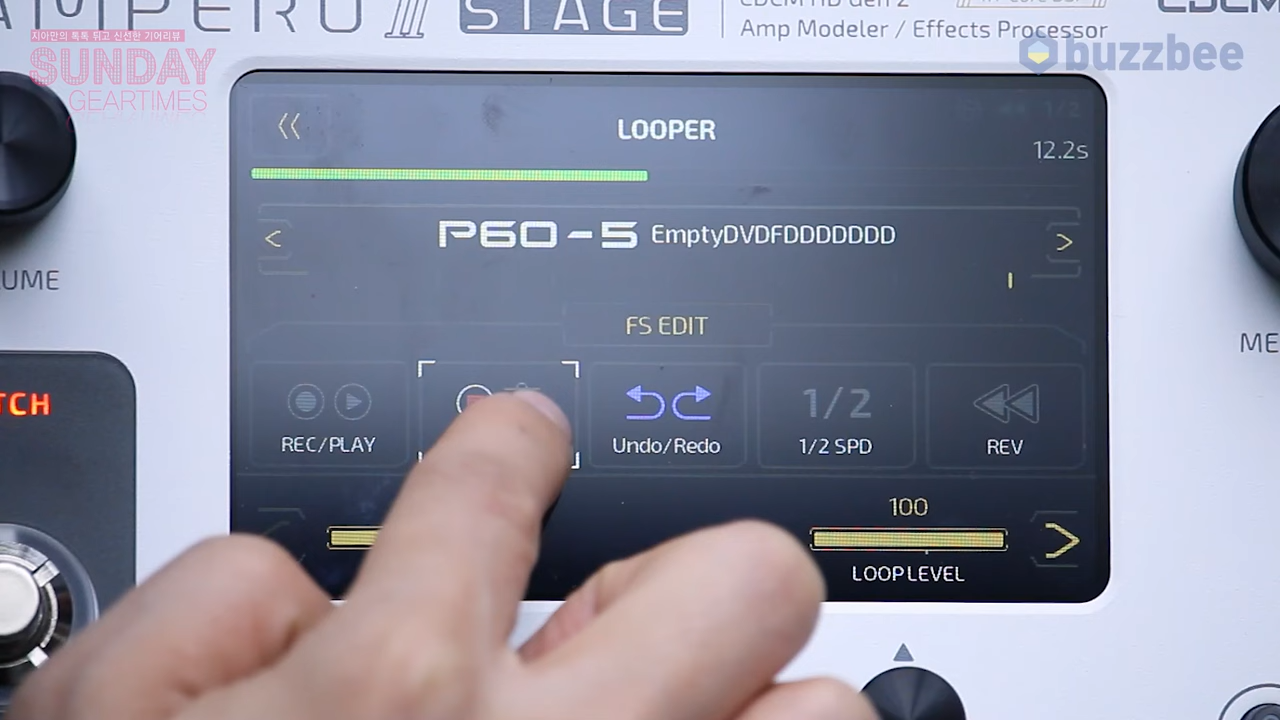 AMPERO II STAGE
Amp Modeler / Effects Processor
지아만의 톡톡 튀고 신선한 기어리뷰
SUNDAY
GEARTIMES
buzzbee
LOOPER
1/2
12.2s
P60-5 EmptyDVDFDDDDDDD
FS EDIT
1/2
REC/PLAY
Undo/Redo
1/2 SPD
REV
100
LOOP LEVEL
UME
ME
TCH